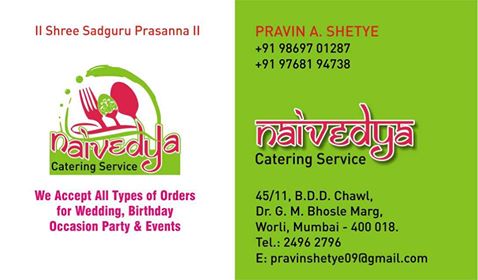 II Shree Sadguru Prasanna II
naivedya
Catering Service
We Accept All Types of Orders
for Wedding, Birthday
Occasion Party & Events
PRAVIN A. SHETYE
+91 98697 01287
+91 97681 94738
naivedya
Catering Service
45/11, B.D.D. Chawl,
Dr. G. M. Bhosle Marg,
Worli, Mumbai - 400 018.
Tel.: 2496 2796
E: pravinshetye09@gmail.com